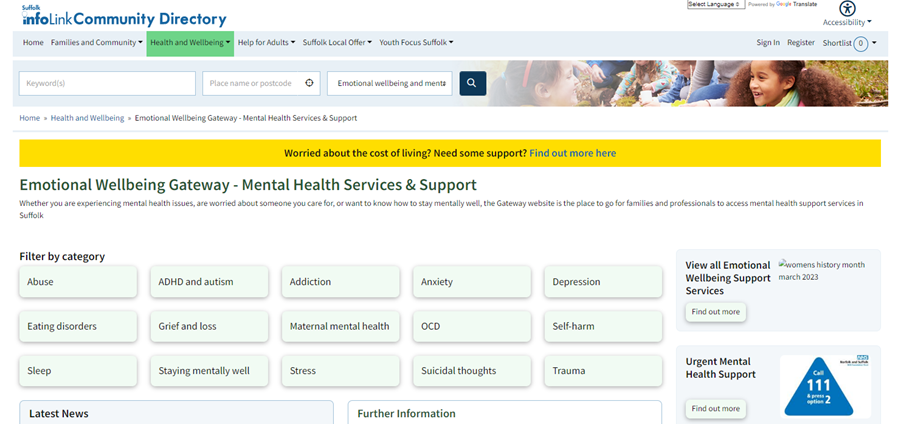 Suffolk
infoLink Community Directory
Select Language
Powered by Google Translate
Accessibility
Home Families and Community Health and Wellbeing Help for Adults Suffolk Local Offer Youth Focus Suffolk Sign In Register Shortlist 0
Keyword(s)
Place name or postcode
Emotional wellbeing and menta
Home » Health and Wellbeing » Emotional Wellbeing Gateway - Mental Health Services & Support
Worried about the cost of living? Need some support? Find out more here
Emotional Wellbeing Gateway - Mental Health Services & Support
Whether you are experiencing mental health issues, are worried about someone you care for, or want to know how to stay mentally well, the Gateway website is the place to go for families and professionals to access mental health support services in
Suffolk
Filter by category
Abuse ADHD and autism Addiction Anxiety Depression
Eating disorders Grief and loss Maternal mental health OCD Self-harm
Sleep Staying mentally well Stress Suicidal thoughts Trauma
Latest News
Further Information
View all Emotional
Wellbeing Support
Services
womens history month
march 2023
Find out more
Urgent Mental
Health Support
NHS
Norfolk and Suffolk
Call
111
& press
option 2
Find out more